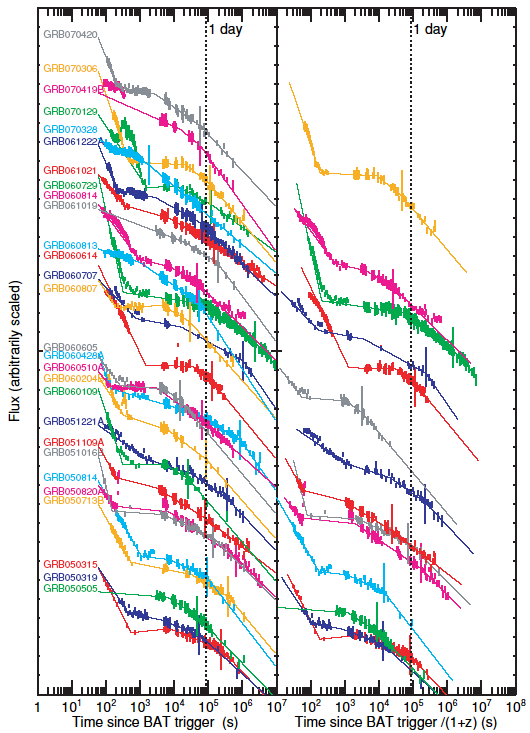 1 day
1 day
GRB070420
GRB070306
GRB070419B
GRB070129
GRB070328
GRB061222A
GRB061021
GRB060729
GRB060814
GRB061019
GRB060813
GRB060614
GRB060707
GRB060807
GRB060605
GRB060428A
GRB060510A
GRB060204B
GRB060109
GRB051221A
GRB051109A
GRB051016B
GRB050814
GRB050820A
GRB050713B
GRB050315
GRB050319
GRB050505
Flux (arbitrarily scaled)
1 10¹ 10² 10³ 10⁴ 10⁵ 10⁶ 10⁷ 10² 10³ 10⁴ 10⁵ 10⁶ 10⁷ 10⁸
Time since BAT trigger (s) Time since BAT trigger /(1+z) (s)